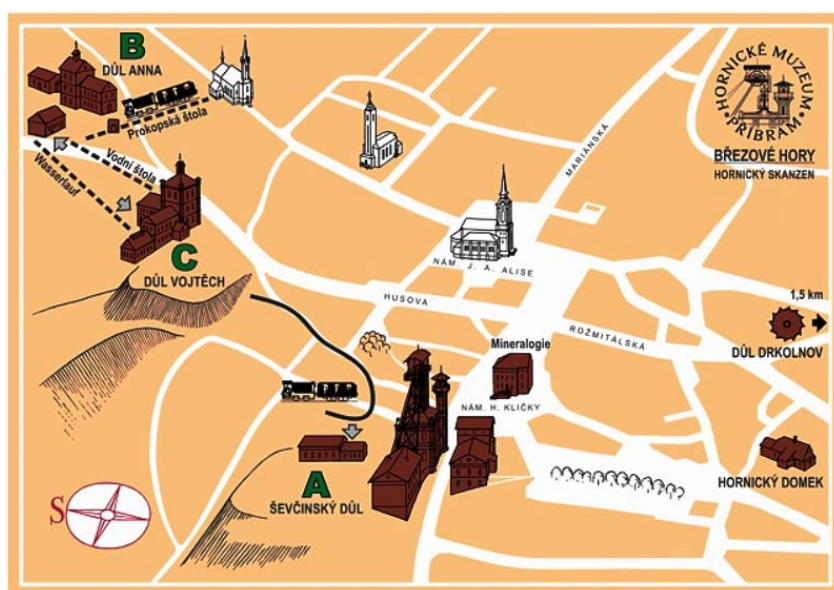 B
DŮL ANNA
Prokopská štola
Vodní štola
Wasserlauf
C
DŮL VOJTĚCH
MARIÁNSKÁ
HORNICKÉ MUZEUM
PŘÍBRAM
BŘEZOVÉ HORY
HORNICKÝ SKANZEN
NÁM. J. A. ALISE
HUSOVA
ROŽMITÁLSKÁ
1,5 km
DŮL DRKOLNOV
Mineralogie
NÁM. H. KLIČKY
A
ŠEVČINSKÝ DŮL
HORNICKÝ DOMEK
S